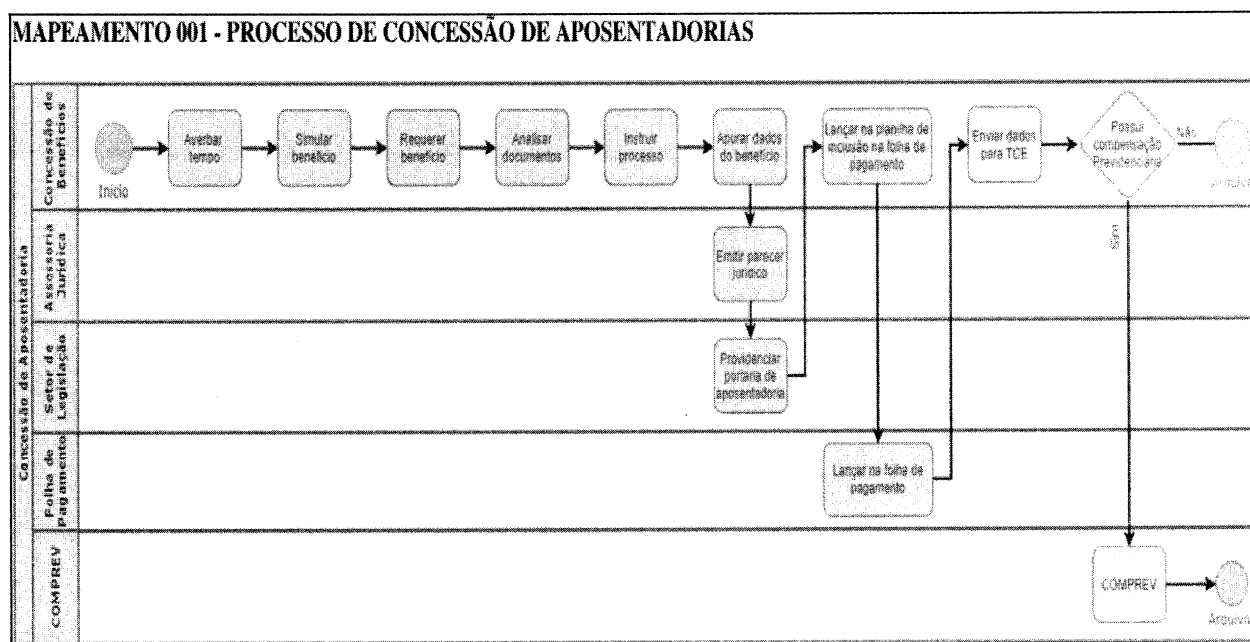 MAPEAMENTO 001 - PROCESSO DE CONCESSÃO DE APOSENTADORIAS
Concessão de Aposentadoria
Concessão de
Benefícios
Início
Averbar
tempo
Simular
benefício
Requerer
benefício
Analisar
documentos
Instruir
processo
Apurar dados
do benefício
Lançar na planilha de
inclusão na folha de
pagamento
Enviar dados
para TCE
Possui
compensação
Previdenciária
Não
Sim
Assessoria
Jurídica
Emitir parecer
jurídico
Setor de
Legislação
Providenciar
portaria de
aposentadoria
Folha de
Pagamento
Lançar na folha de
pagamento
COMPREV
COMPREV